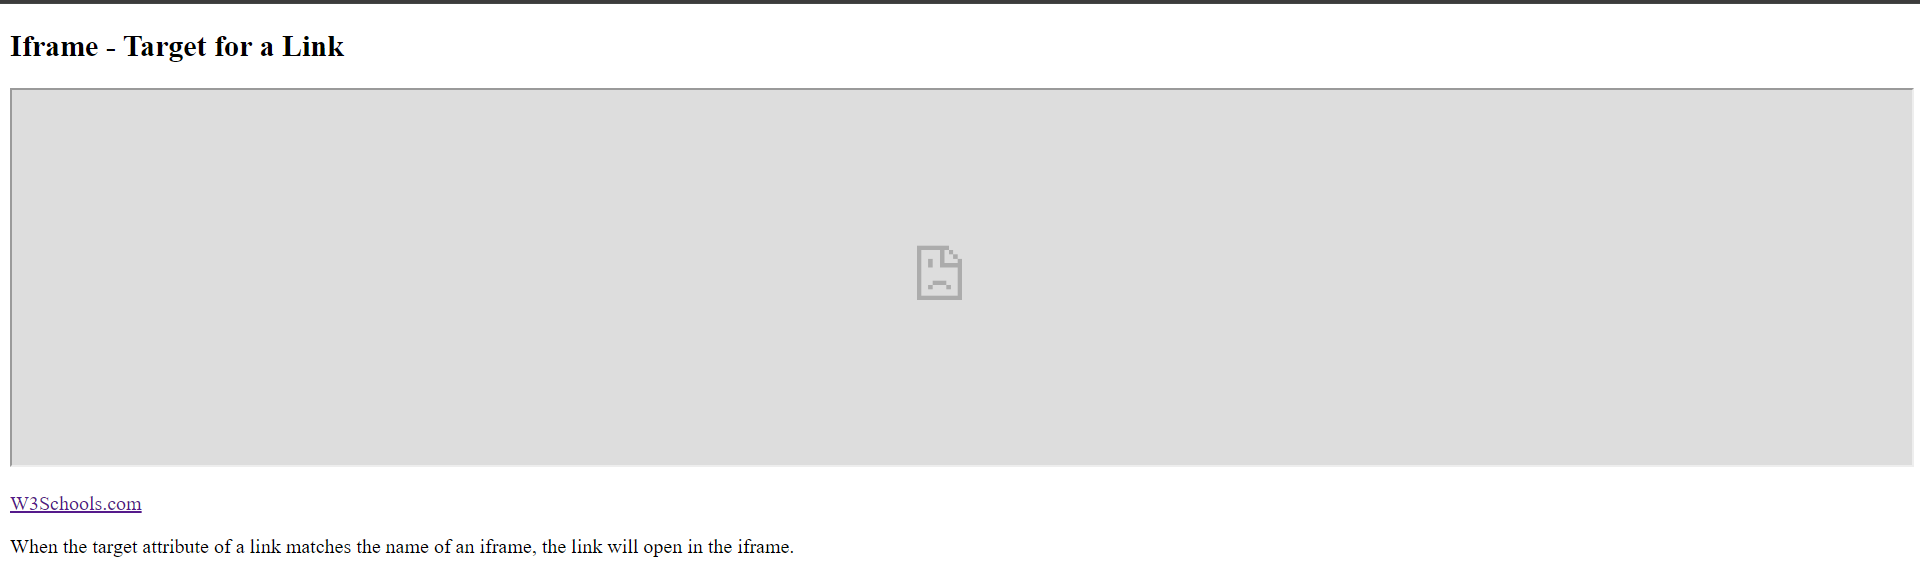 Iframe - Target for a Link
W3Schools.com
When the target attribute of a link matches the name of an iframe, the link will open in the iframe.